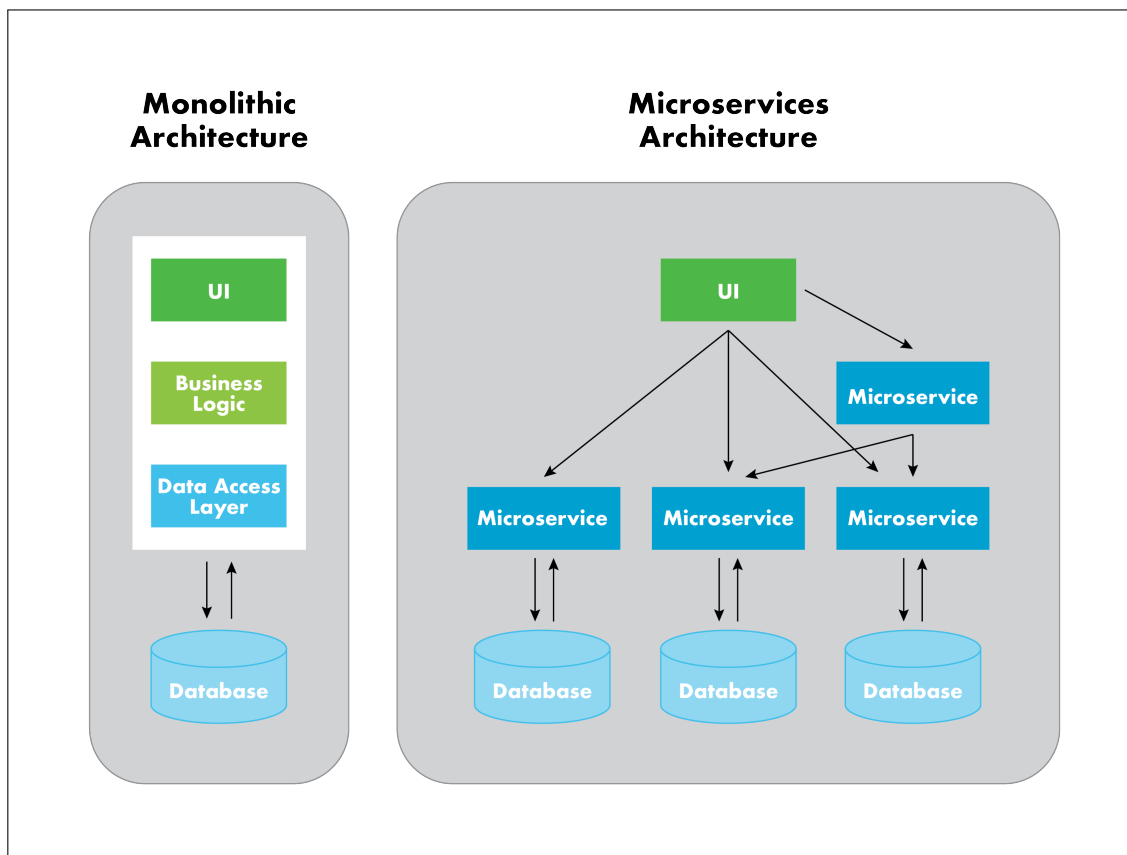 Monolithic
Architecture
UI
Business
Logic
Data Access
Layer
Database
Microservices
Architecture
UI
Microservice
Microservice
Microservice
Microservice
Database
Database
Database